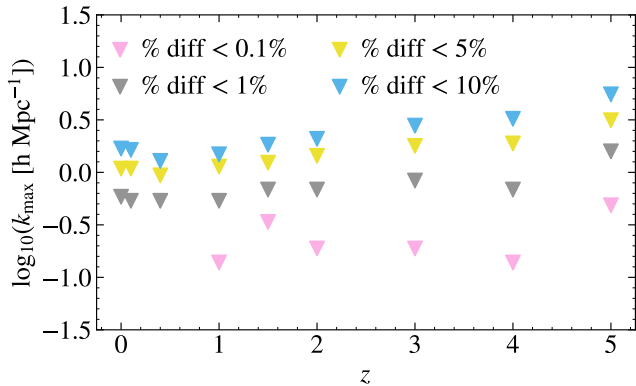 1.5
1.0
0.5
0.0
−0.5
−1.0
−1.5
log₁₀(k_max [h Mpc⁻¹])
% diff < 0.1%
% diff < 5%
% diff < 1%
% diff < 10%
0 1 2 3 4 5
z